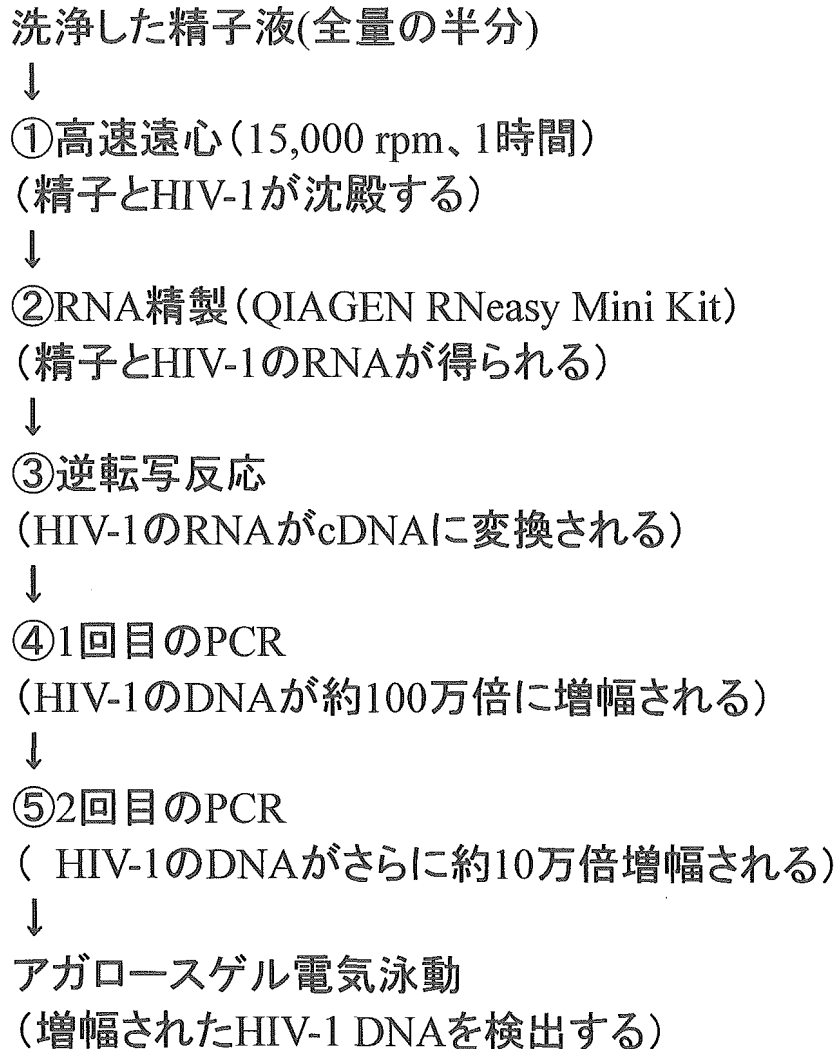 洗浄した精子液(全量の半分)
↓
①高速遠心(15,000 rpm、1時間)
(精子とHIV-1が沈殿する)
↓
②RNA精製(QIAGEN RNeasy Mini Kit)
(精子とHIV-1のRNAが得られる)
↓
③逆転写反応
(HIV-1のRNAがcDNAに変換される)
↓
④1回目のPCR
(HIV-1のDNAが約100万倍に増幅される)
↓
⑤2回目のPCR
( HIV-1のDNAがさらに約10万倍増幅される)
↓
アガロースゲル電気泳動
(増幅されたHIV-1 DNAを検出する)